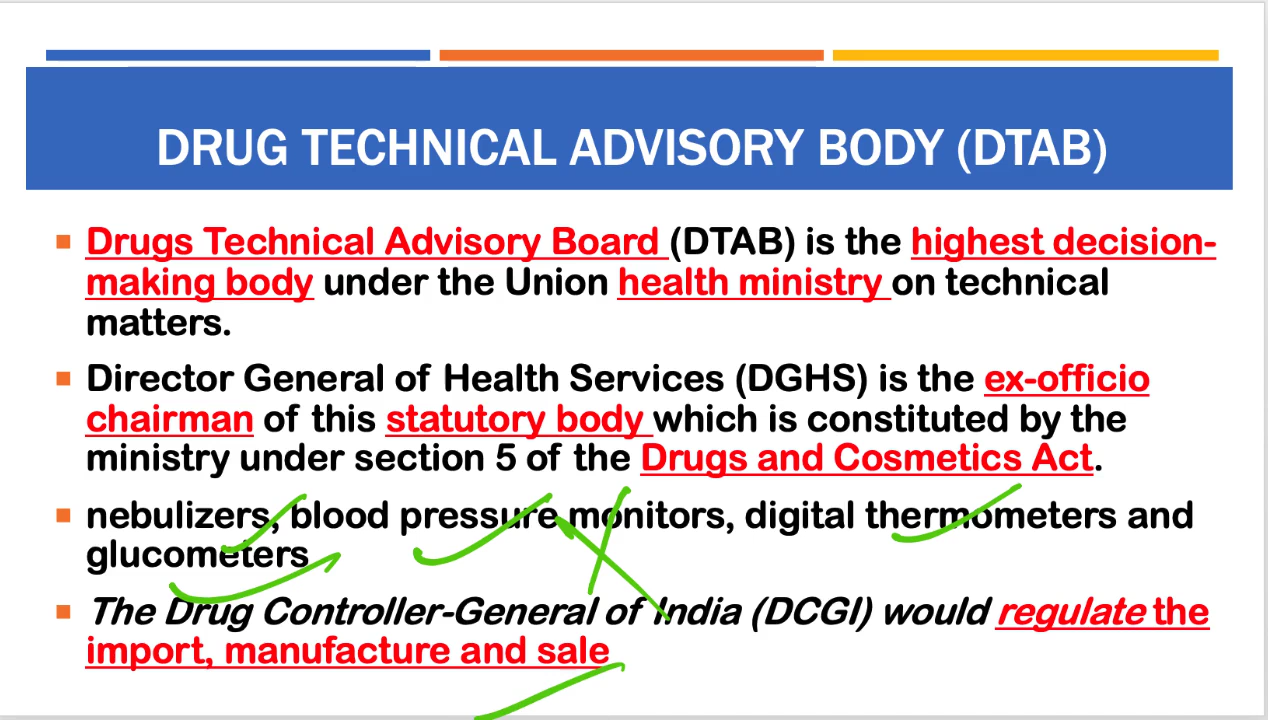 DRUG TECHNICAL ADVISORY BODY (DTAB)
Drugs Technical Advisory Board (DTAB) is the highest decision-
making body under the Union health ministry on technical
matters.
Director General of Health Services (DGHS) is the ex-officio
chairman of this statutory body which is constituted by the
ministry under section 5 of the Drugs and Cosmetics Act.
nebulizers, blood pressure monitors, digital thermometers and
glucometers
The Drug Controller-General of India (DCGI) would regulate the
import, manufacture and sale